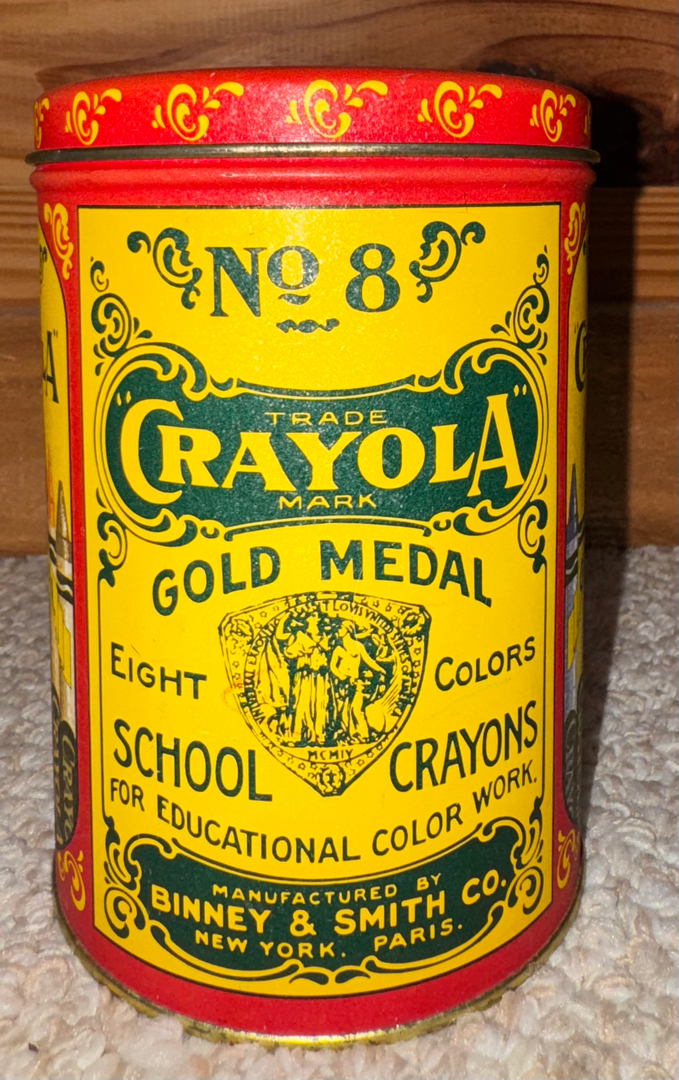 No 8
TRADE
"CRAYOLA"
MARK
GOLD MEDAL
EIGHT COLORS
MCMIV
SCHOOL CRAYONS
FOR EDUCATIONAL COLOR WORK.
MANUFACTURED BY
BINNEY & SMITH CO.
NEW YORK. PARIS.